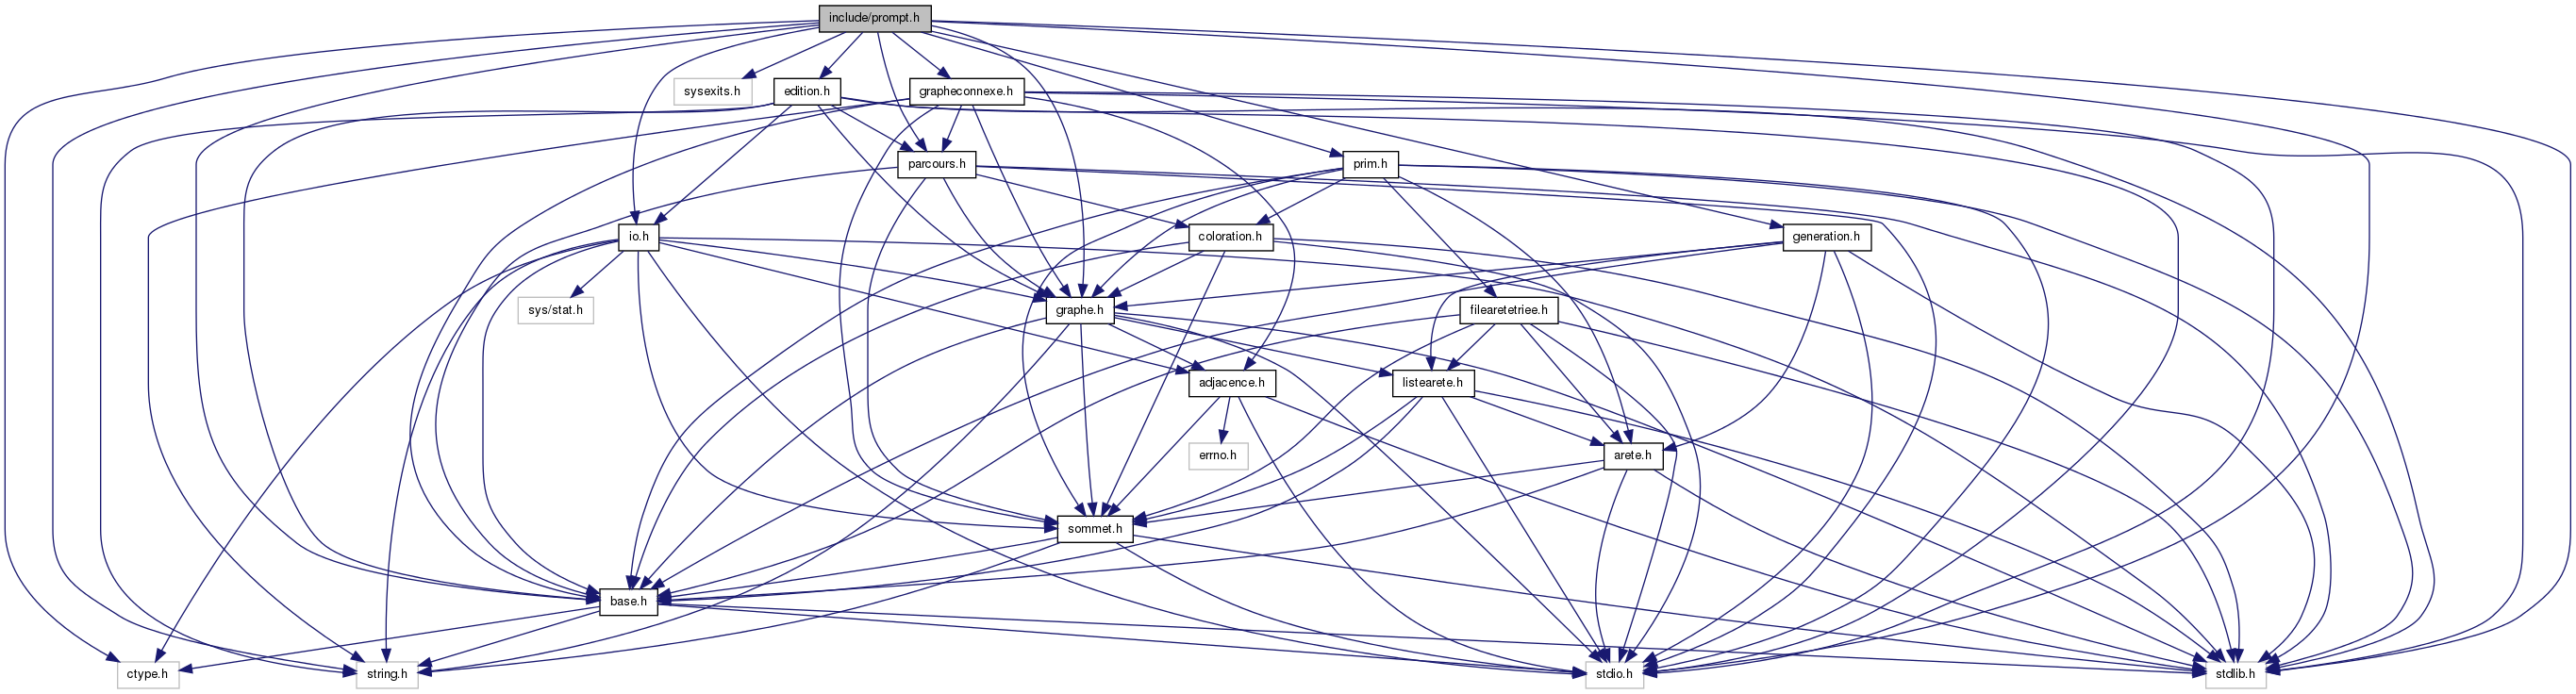 include/prompt.h
sysexits.h
edition.h
grapheconnexe.h
parcours.h
prim.h
io.h
coloration.h
generation.h
sys/stat.h
graphe.h
filearetetriee.h
adjacence.h
listearete.h
errno.h
arete.h
sommet.h
base.h
ctype.h
string.h
stdio.h
stdlib.h